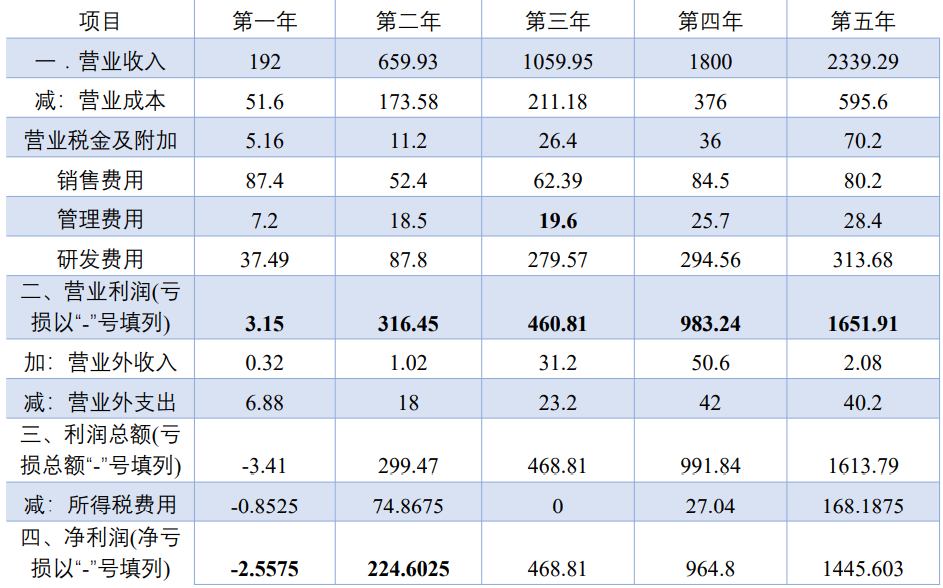 项目 第一年 第二年 第三年 第四年 第五年
一 . 营业收入 192 659.93 1059.95 1800 2339.29
减：营业成本 51.6 173.58 211.18 376 595.6
营业税金及附加 5.16 11.2 26.4 36 70.2
销售费用 87.4 52.4 62.39 84.5 80.2
管理费用 7.2 18.5 19.6 25.7 28.4
研发费用 37.49 87.8 279.57 294.56 313.68
二、营业利润(亏
损以“-”号填列) 3.15 316.45 460.81 983.24 1651.91
加：营业外收入 0.32 1.02 31.2 50.6 2.08
减：营业外支出 6.88 18 23.2 42 40.2
三、利润总额(亏
损总额“-”号填列) -3.41 299.47 468.81 991.84 1613.79
减：所得税费用 -0.8525 74.8675 0 27.04 168.1875
四、净利润(净亏
损以“-”号填列) -2.5575 224.6025 468.81 964.8 1445.603